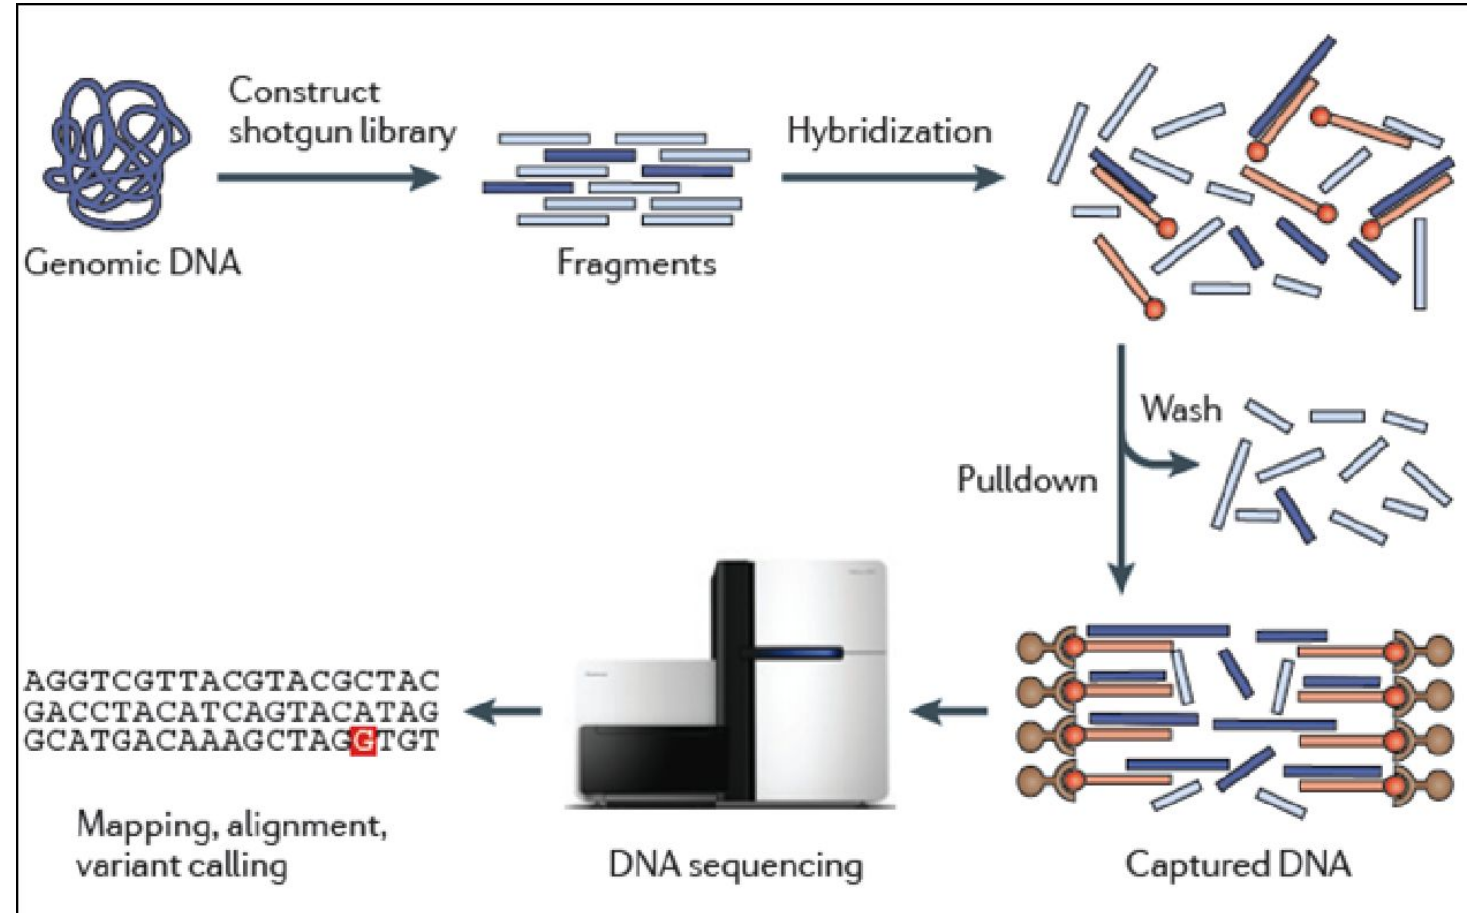 Construct
shotgun library
Hybridization
Genomic DNA
Fragments
Wash
Pulldown
AGGTCGTTACGTACGCTAC
GACCTACATCAGTACATAG
GCATGACAAAGCTAGGTGT
Mapping, alignment,
variant calling
DNA sequencing
Captured DNA